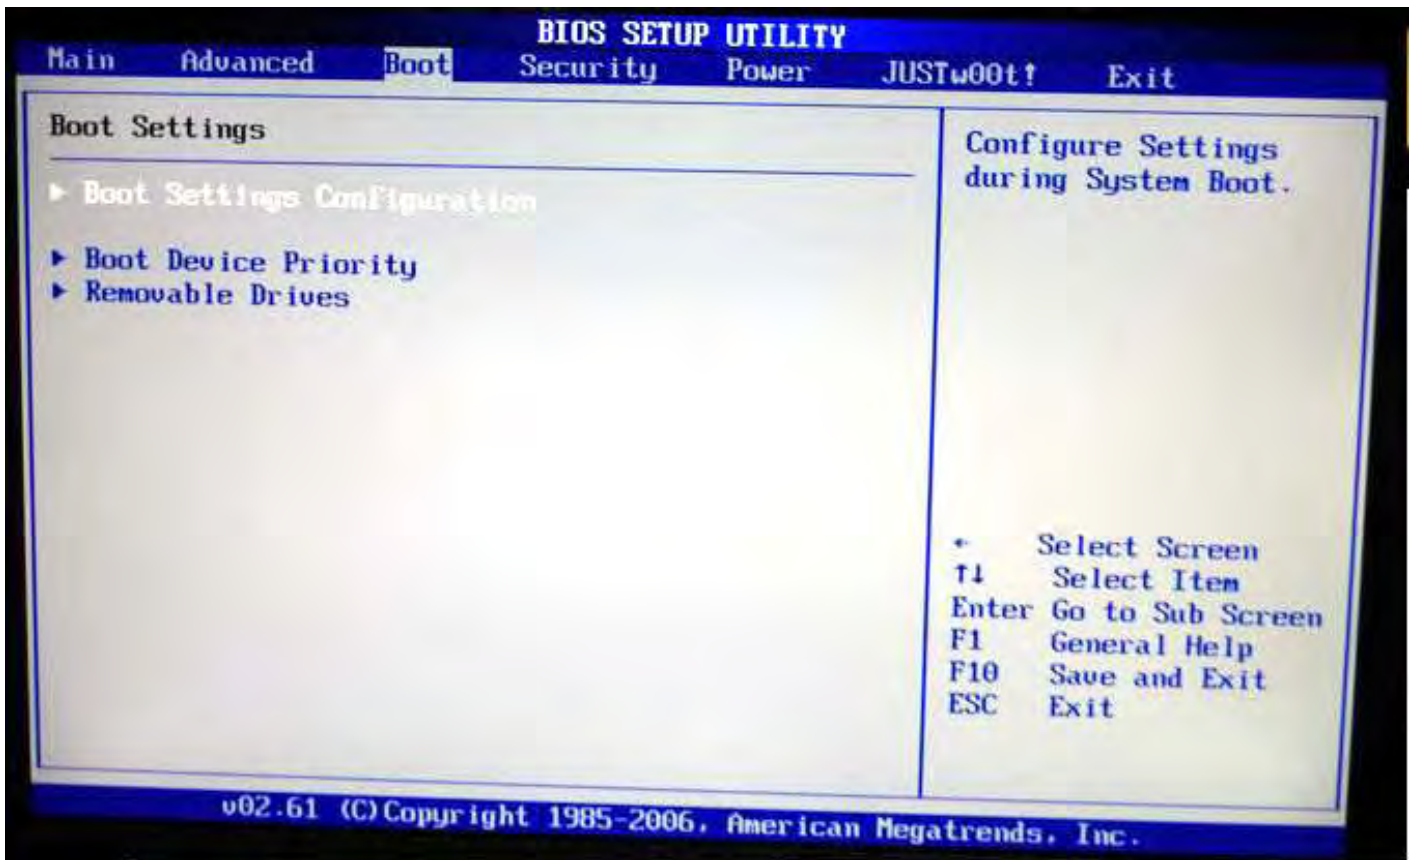 BIOS SETUP UTILITY
Main Advanced Boot Security Power JUSTw00t! Exit
Boot Settings
▶ Boot Settings Configuration
▶ Boot Device Priority
▶ Removable Drives
Configure Settings
during System Boot.
← Select Screen
↑↓ Select Item
Enter Go to Sub Screen
F1 General Help
F10 Save and Exit
ESC Exit
v02.61 (C)Copyright 1985-2006, American Megatrends, Inc.